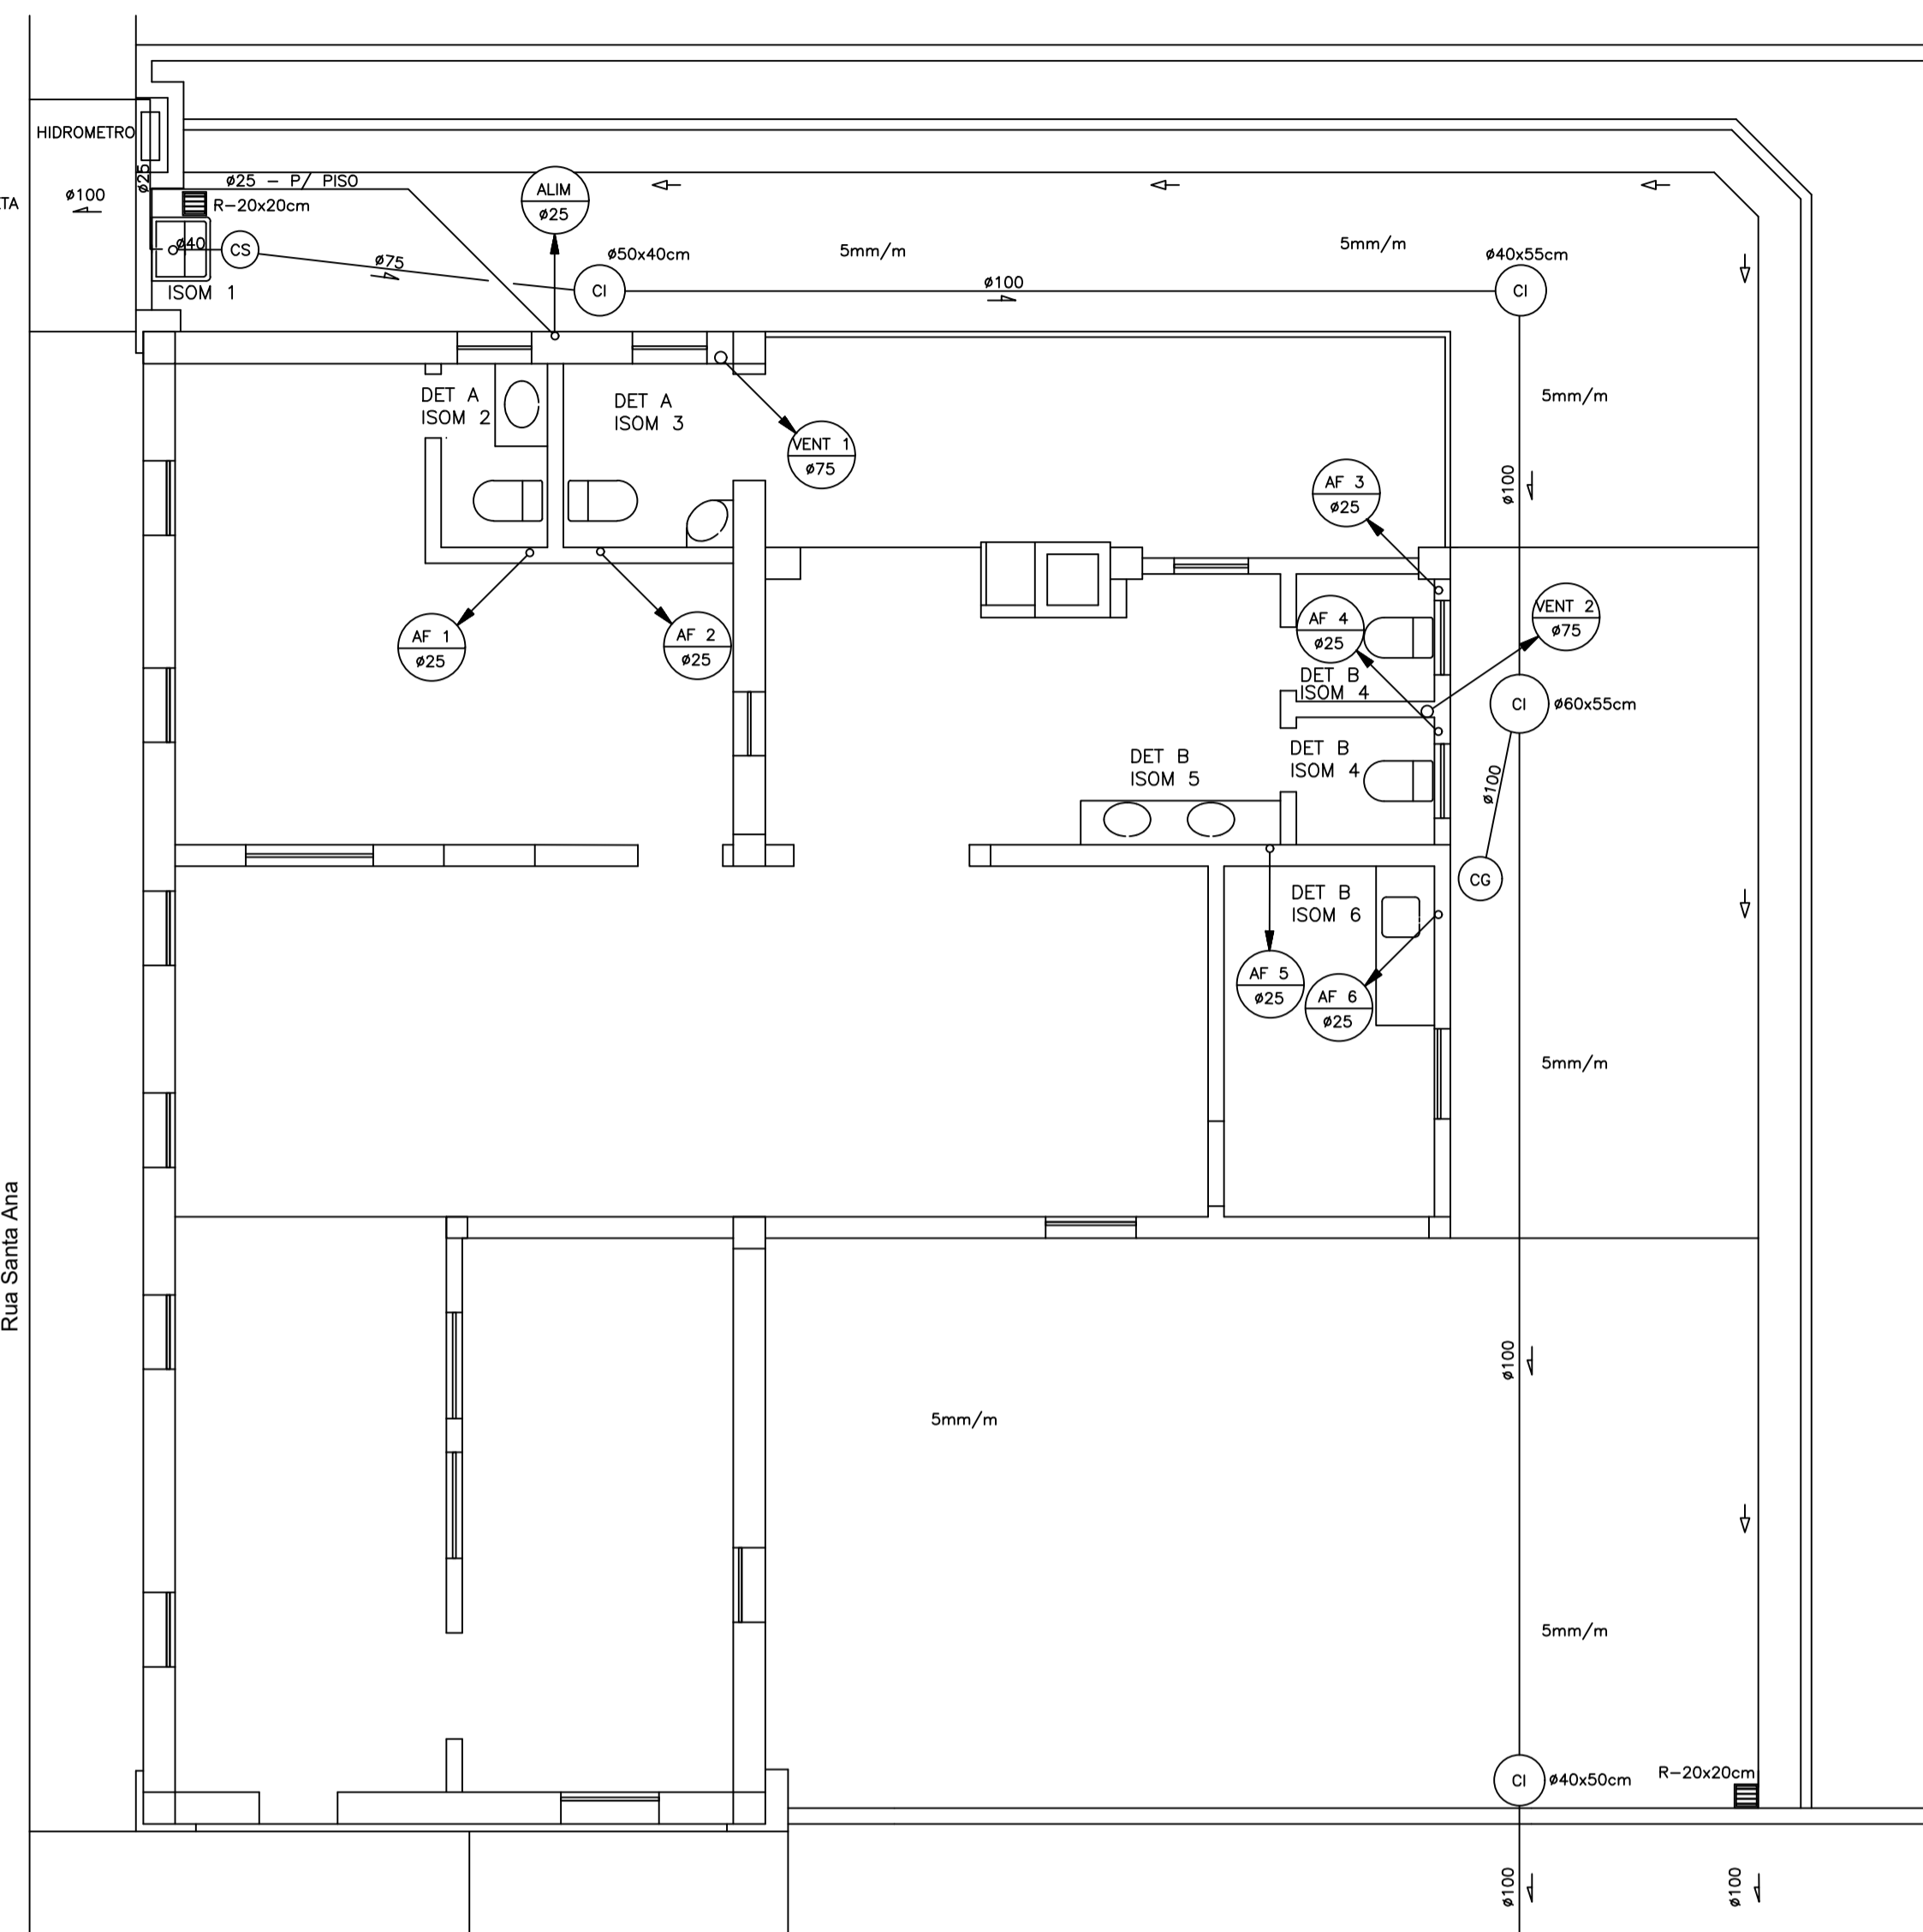 HIDROMETRO
ø25
ø100
ø25 – P/ PISO
R–20x20cm
ALIM
ø25
ø40
CS
ø75
ISOM 1
CI
ø50x40cm
5mm/m
ø100
5mm/m
ø40x55cm
CI
DET A
ISOM 2
DET A
ISOM 3
VENT 1
ø75
5mm/m
AF 3
ø25
ø100
AF 1
ø25
AF 2
ø25
AF 4
ø25
VENT 2
ø75
DET B
ISOM 4
CI
ø60x55cm
DET B
ISOM 5
DET B
ISOM 4
ø100
CG
DET B
ISOM 6
AF 5
ø25
AF 6
ø25
5mm/m
Rua Santa Ana
ø100
5mm/m
5mm/m
CI
ø40x50cm
R–20x20cm
ø100
ø100